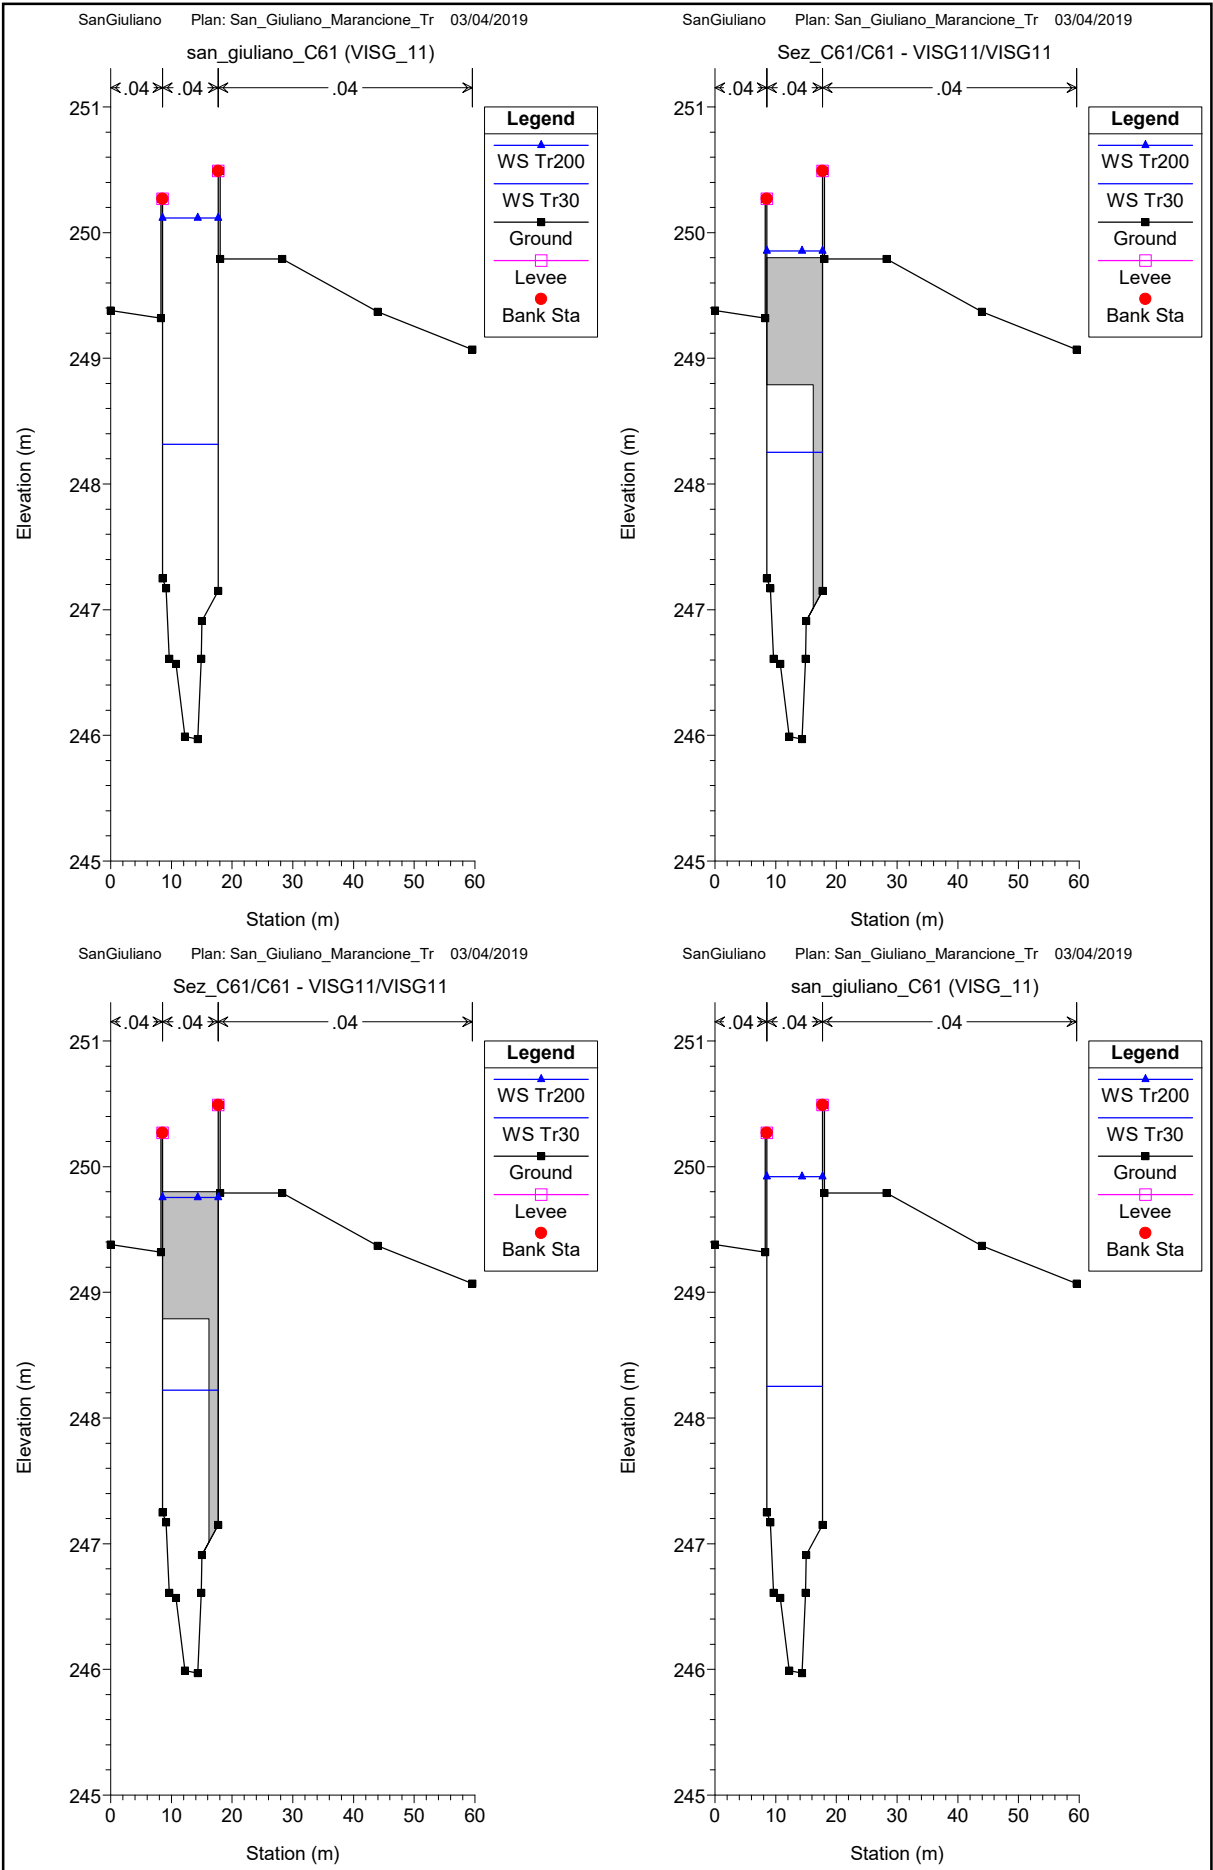 SanGiuliano Plan: San_Giuliano_Marancione_Tr 03/04/2019
san_giuliano_C61 (VISG_11)
.04 .04 .04
Legend
WS Tr200
WS Tr30
Ground
Levee
Bank Sta
251
250
249
248
247
246
245
Elevation (m)
0 10 20 30 40 50 60
Station (m)
SanGiuliano Plan: San_Giuliano_Marancione_Tr 03/04/2019
Sez_C61/C61 - VISG11/VISG11
.04 .04 .04
Legend
WS Tr200
WS Tr30
Ground
Levee
Bank Sta
251
250
249
248
247
246
245
Elevation (m)
0 10 20 30 40 50 60
Station (m)
SanGiuliano Plan: San_Giuliano_Marancione_Tr 03/04/2019
Sez_C61/C61 - VISG11/VISG11
.04 .04 .04
Legend
WS Tr200
WS Tr30
Ground
Levee
Bank Sta
251
250
249
248
247
246
245
Elevation (m)
0 10 20 30 40 50 60
Station (m)
SanGiuliano Plan: San_Giuliano_Marancione_Tr 03/04/2019
san_giuliano_C61 (VISG_11)
.04 .04 .04
Legend
WS Tr200
WS Tr30
Ground
Levee
Bank Sta
251
250
249
248
247
246
245
Elevation (m)
0 10 20 30 40 50 60
Station (m)